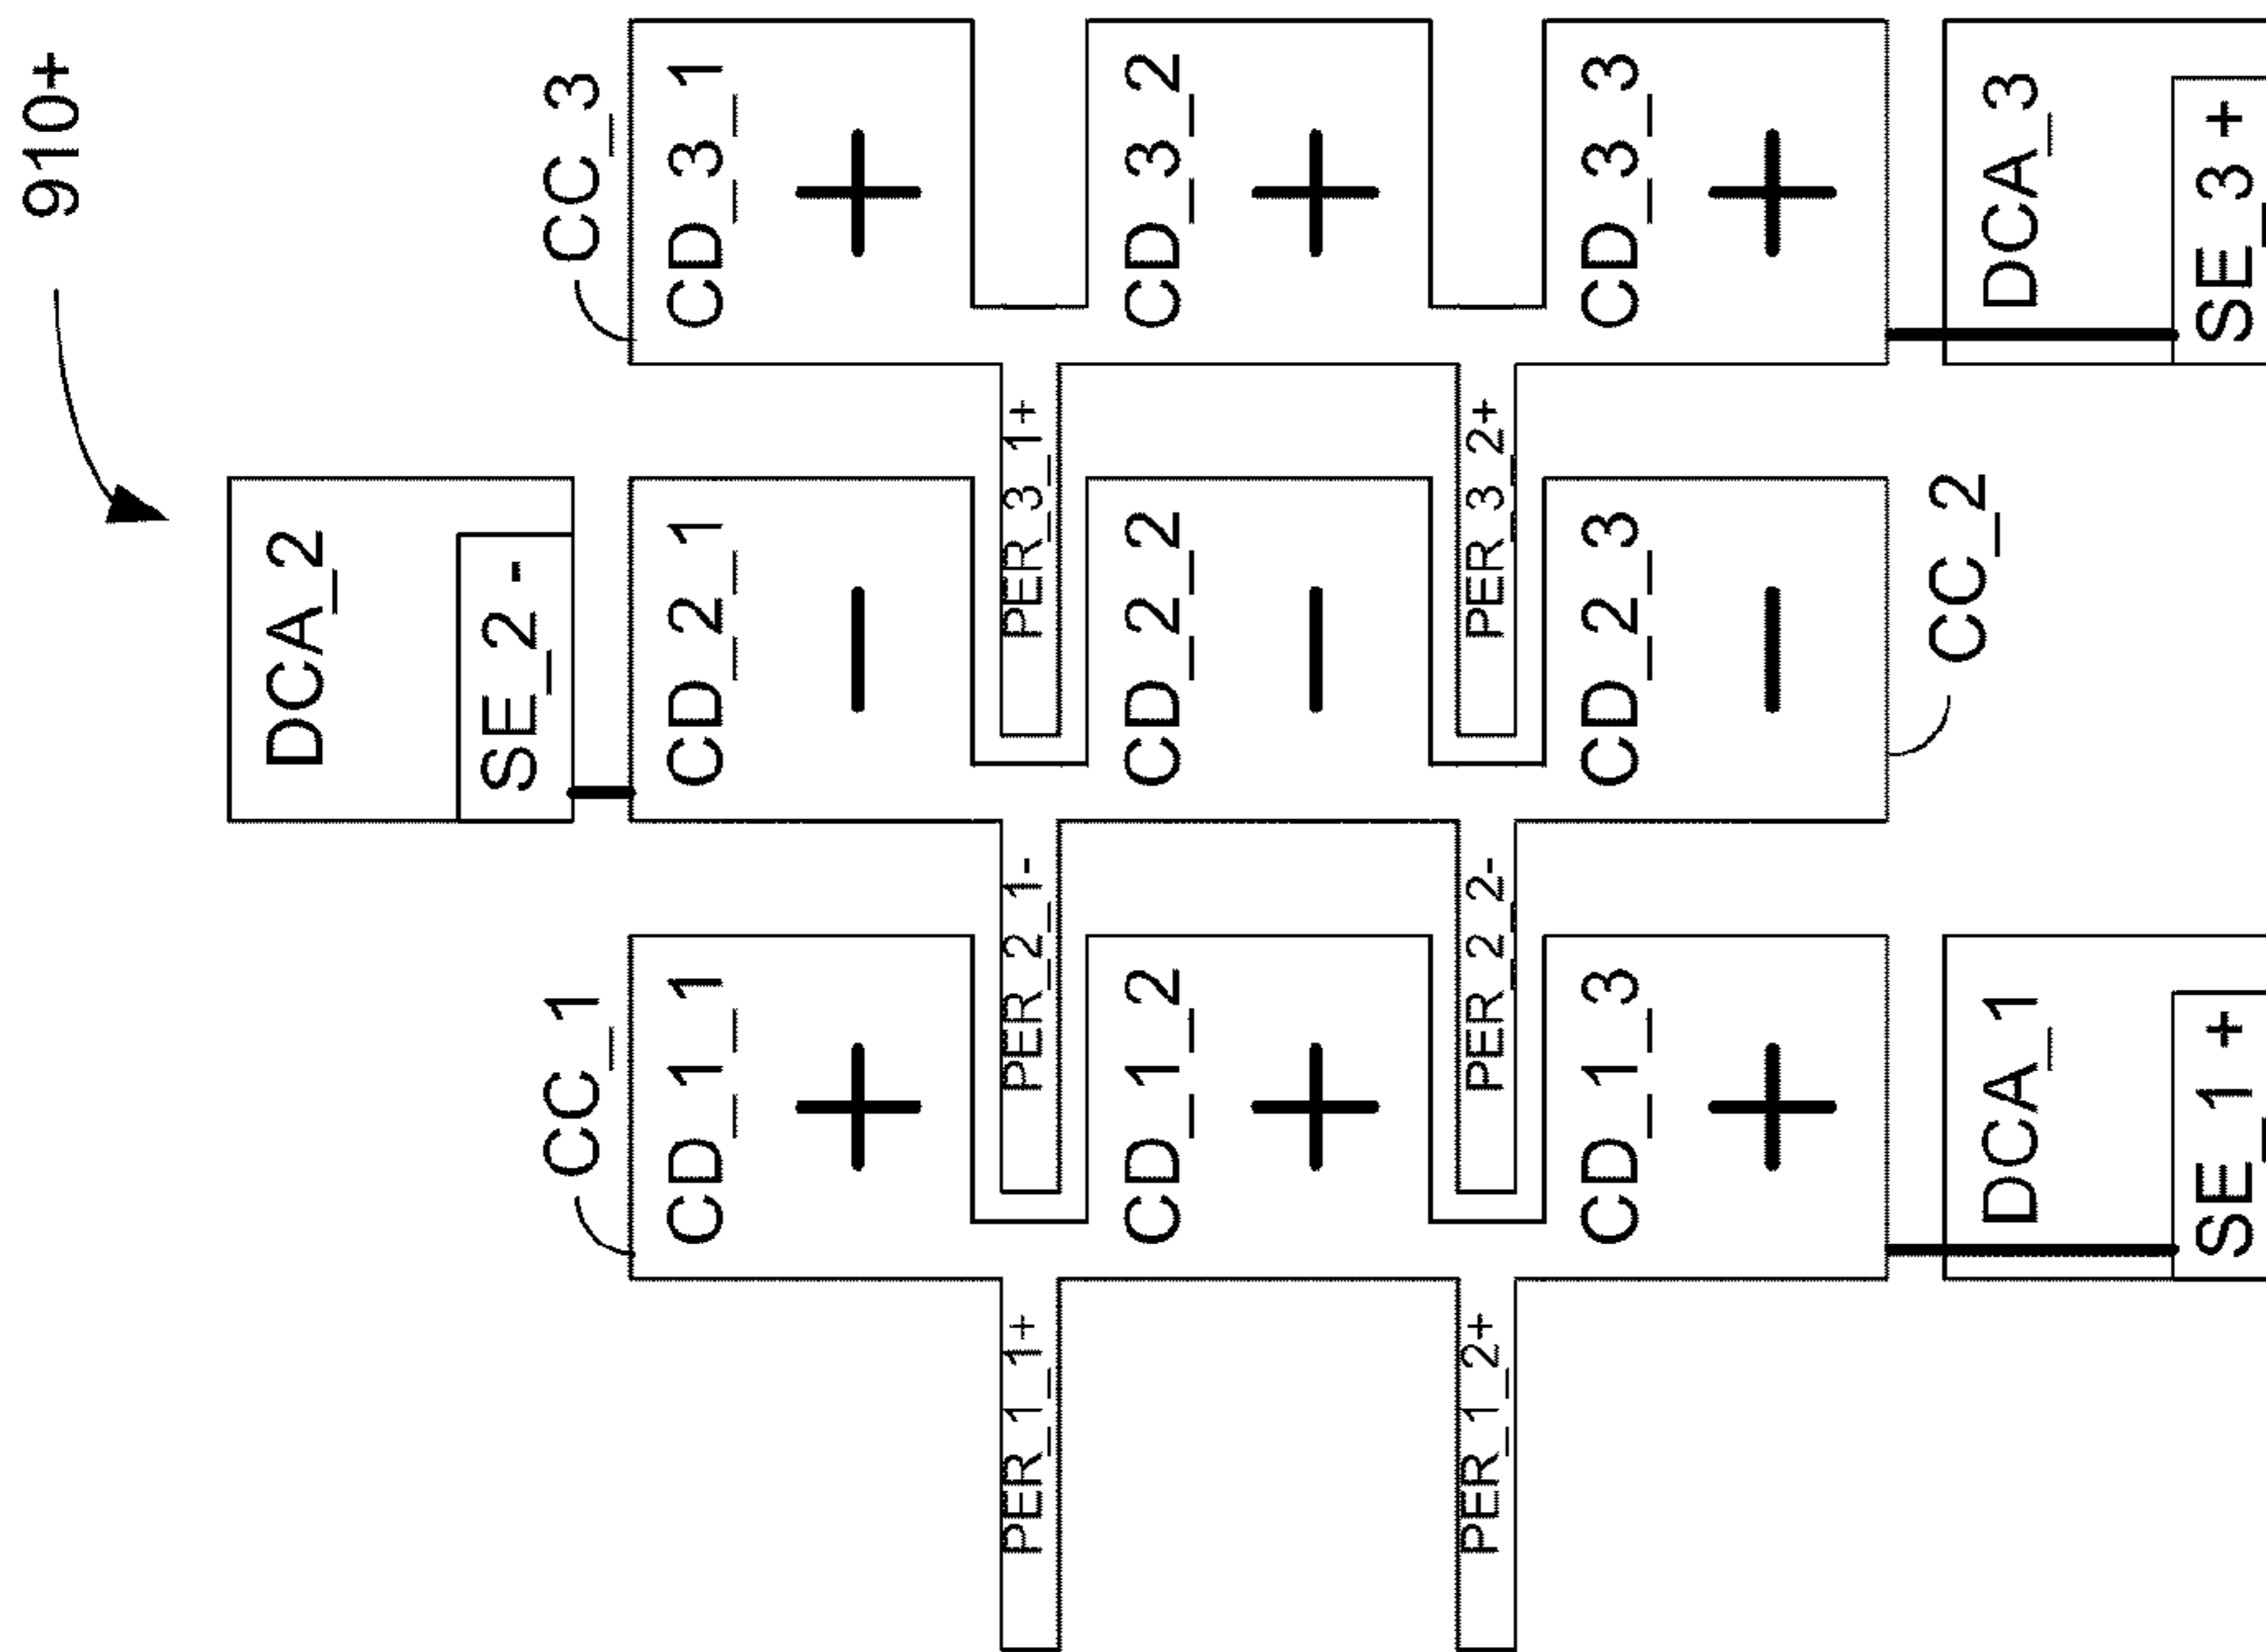 910+
CC_1
CD_1_1
CD_1_2
CD_1_3
PER_1_1+
PER_1_2+
DCA_1
SE_1+
DCA_2
SE_2-
CD_2_1
CD_2_2
CD_2_3
PER_2_1-
PER_2_2-
CC_2
CC_3
CD_3_1
CD_3_2
CD_3_3
PER_3_1+
PER_3_2+
DCA_3
SE_3+